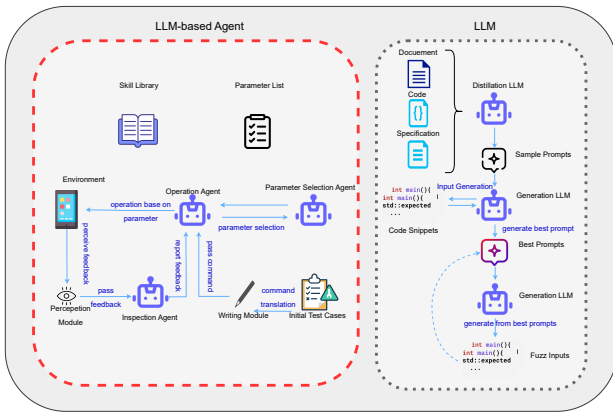 LLM-based Agent
Skill Library
Parameter List
Environment
Operation Agent
Parameter Selection Agent
operation base on
parameter
parameter selection
perceive feedback
report feedback
pass command
pass
feedback
command
translation
Percepetion
Module
Inspection Agent
Writing Module
Initial Test Cases
LLM
Docuement
Code
{}
Specification
Distillation LLM
Sample Prompts
Input Generation
int main(){
int main(){
std::expected
...
Code Snippets
Generation LLM
generate best prompt
Best Prompts
Generation LLM
generate from best prompts
int main(){
int main(){
std::expected
...
Fuzz Inputs